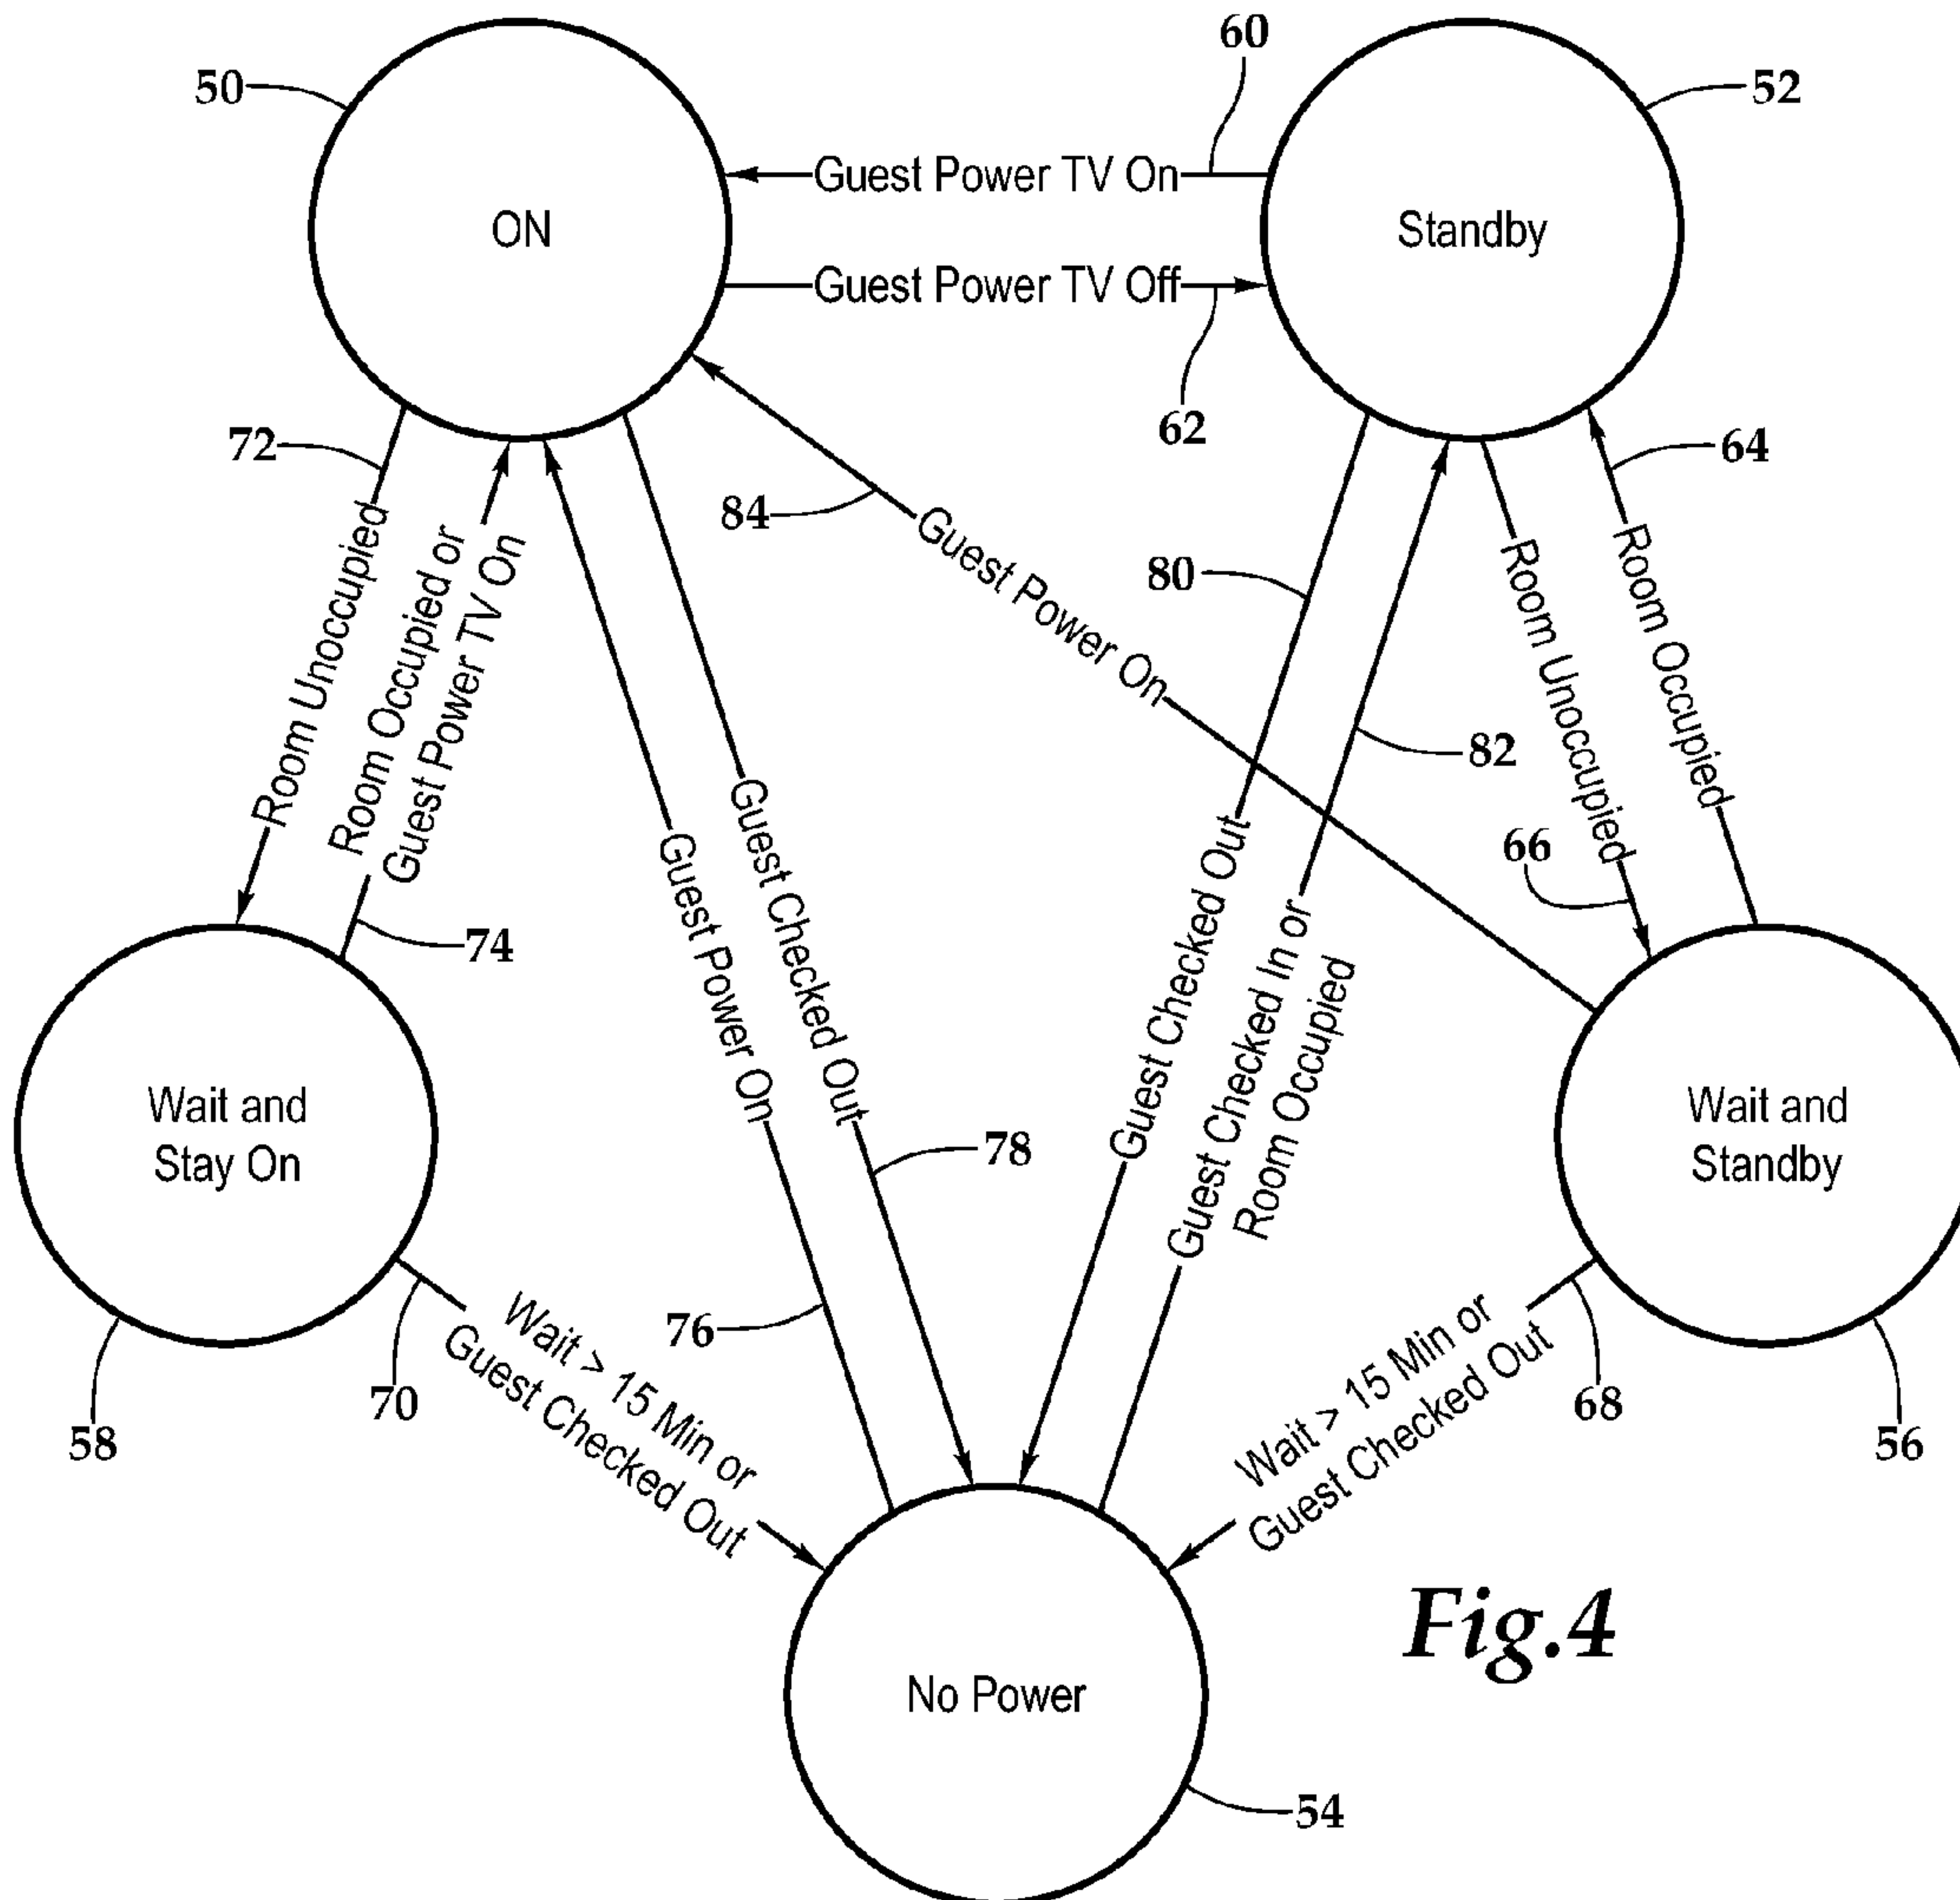 60
50
52
Guest Power TV On
ON
Standby
Guest Power TV Off
62
72
64
84
Room Unoccupied
Room Occupied or
Guest Power TV On
Guest Power On
80
Room Unoccupied
Room Occupied
82
66
74
Guest Power On
Guest Checked Out
Guest Checked Out
Guest Checked In or
Room Occupied
Wait and
Stay On
78
Wait and
Standby
76
70
Wait > 15 Min or
Guest Checked Out
Wait > 15 Min or
Guest Checked Out
68
58
56
Fig.4
No Power
54